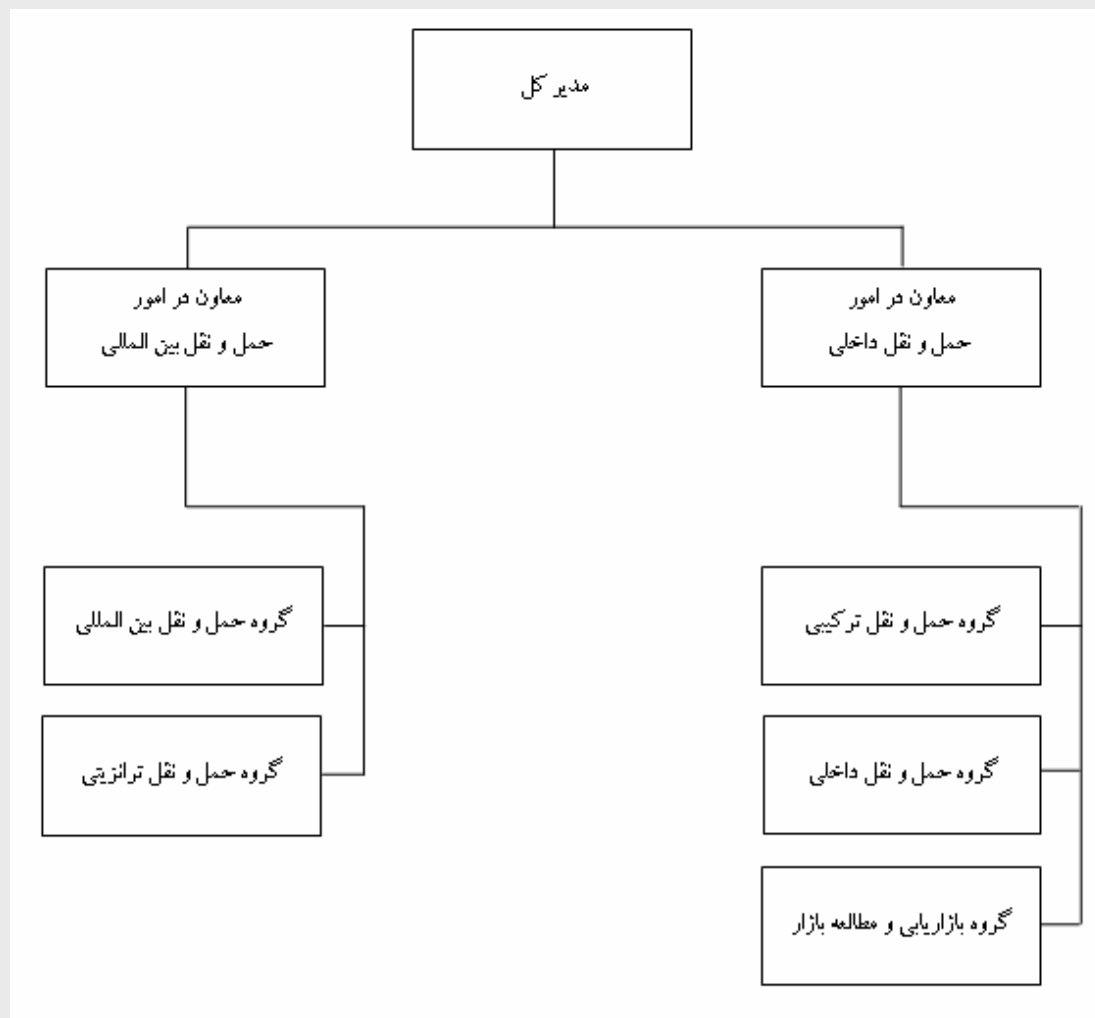 مدیر کل
معاون در امور
حمل و نقل داخلی
معاون در امور
حمل و نقل بین المالی
گروه حمل و نقل ترکیبی
گروه حمل و نقل داخلی
گروه بازاریابی و مطالعه بازار
گروه حمل و نقل بین المللی
گروه حمل و نقل ترانزیتی